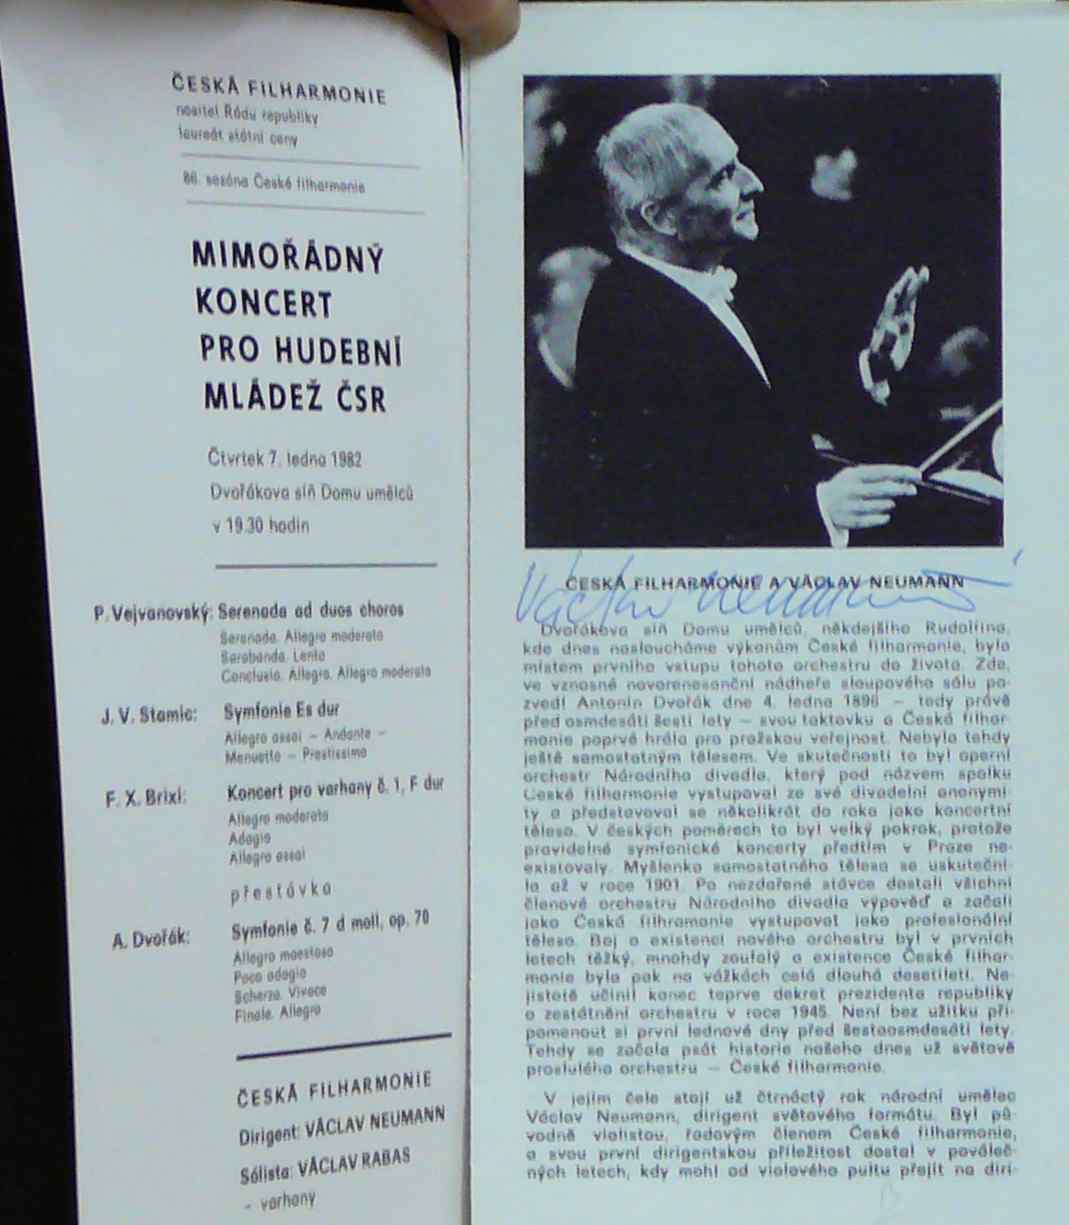 ČESKÁ FILHARMONIE
nositel Řádu republiky
laureát státní ceny
86. sezóna České filharmonie
MIMOŘÁDNÝ
KONCERT
PRO HUDEBNÍ
MLÁDEŽ ČSR
Čtvrtek 7. ledna 1982
Dvořákova síň Domu umělců
v 19.30 hodin
P. Vejvanovský: Serenada ad duos choros
Serenada. Allegro moderato
Sarabanda. Lento
Conclusio. Allegro. Allegro moderato
J. V. Stamic: Symfonie Es dur
Allegro assai – Andante –
Menuetto – Prestissimo
F. X. Brixi: Koncert pro varhany č. 1, F dur
Allegro moderato
Adagio
Allegro assai
přestávka
A. Dvořák: Symfonie č. 7 d moll, op. 70
Allegro maestoso
Poco adagio
Scherzo. Vivace
Finale. Allegro
ČESKÁ FILHARMONIE
Dirigent: VÁCLAV NEUMANN
Sólista: VÁCLAV RABAS
– varhany
ČESKÁ FILHARMONIE A VÁCLAV NEUMANN
Václav Neumann
Dvořákova síň Domu umělců, někdejšího Rudolfina,
kde dnes nasloucháme výkonům České filharmonie, byla
místem prvního vstupu tohoto orchestru do života. Zde,
ve vznosné novorenesanční nádheře sloupového sálu po-
zvedl Antonín Dvořák dne 4. ledna 1896 – tedy právě
před osmdesáti šesti lety – svou taktovku a Česká filhar-
monie poprvé hrála pro pražskou veřejnost. Nebyla tehdy
ještě samostatným tělesem. Ve skutečnosti to byl operní
orchestr Národního divadla, který pod názvem spolku
Česká filharmonie vystupoval ze své divadelní anonymi-
ty a představoval se několikrát do roka jako koncertní
těleso. V českých poměrech to byl velký pokrok, protože
pravidelné symfonické koncerty předtím v Praze ne-
existovaly. Myšlenka samostatného tělesa se uskuteční-
la až v roce 1901. Po nezdařené stávce dostali všichni
členové orchestru Národního divadla výpověď a začali
jako Česká filhramonie vystupovat jako profesionální
těleso. Boj o existenci nového orchestru byl v prvních
letech těžký, mnohdy zoufalý a existence České filhar-
monie byla pak na vážkách celá dlouhá desetiletí. Ne-
jistotě učinil konec teprve dekret prezidenta republiky
o zestátnění orchestru v roce 1945. Není bez užitku při-
pomenout si první lednové dny před šestaosmdesáti lety.
Tehdy se začala psát historie našeho dnes už světově
proslulého orchestru – České filharmonie.
V jejím čele stojí už čtrnáctý rok národní umělec
Václav Neumann, dirigent světového formátu. Byl pů-
vodně violistou, řadovým členem České filharmonie,
a svou první dirigentskou příležitost dostal v pováleč-
ných letech, kdy mohl od violového pultu přejít na diri-